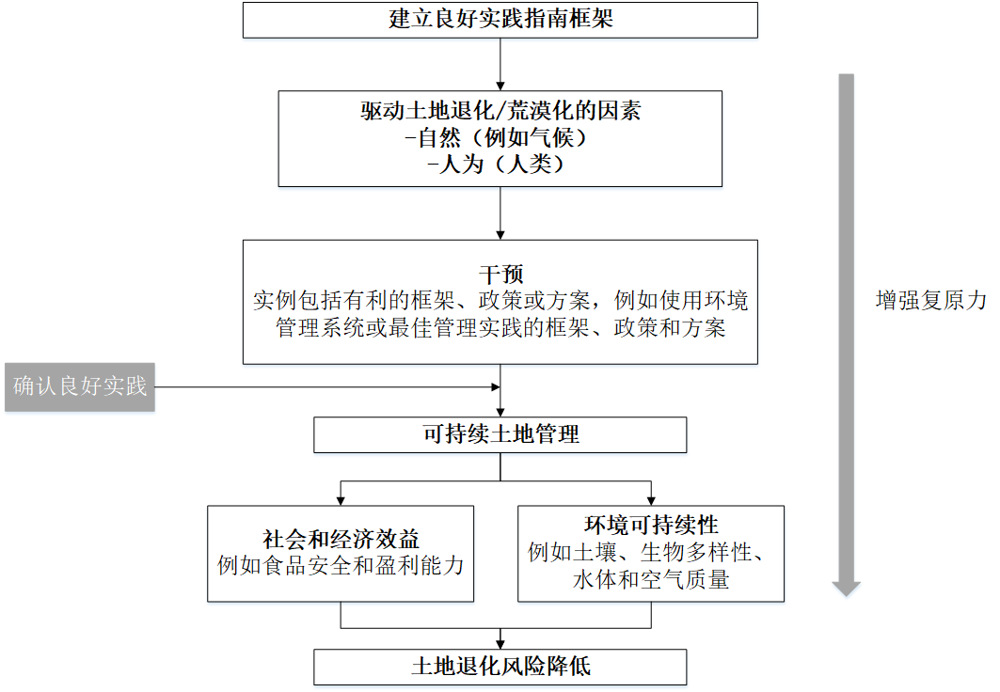 建立良好实践指南框架
驱动土地退化/荒漠化的因素
-自然（例如气候）
-人为（人类）
干预
实例包括有利的框架、政策或方案，例如使用环境
管理系统或最佳管理实践的框架、政策和方案
增强复原力
确认良好实践
可持续土地管理
社会和经济效益
例如食品安全和盈利能力
环境可持续性
例如土壤、生物多样性、
水体和空气质量
土地退化风险降低